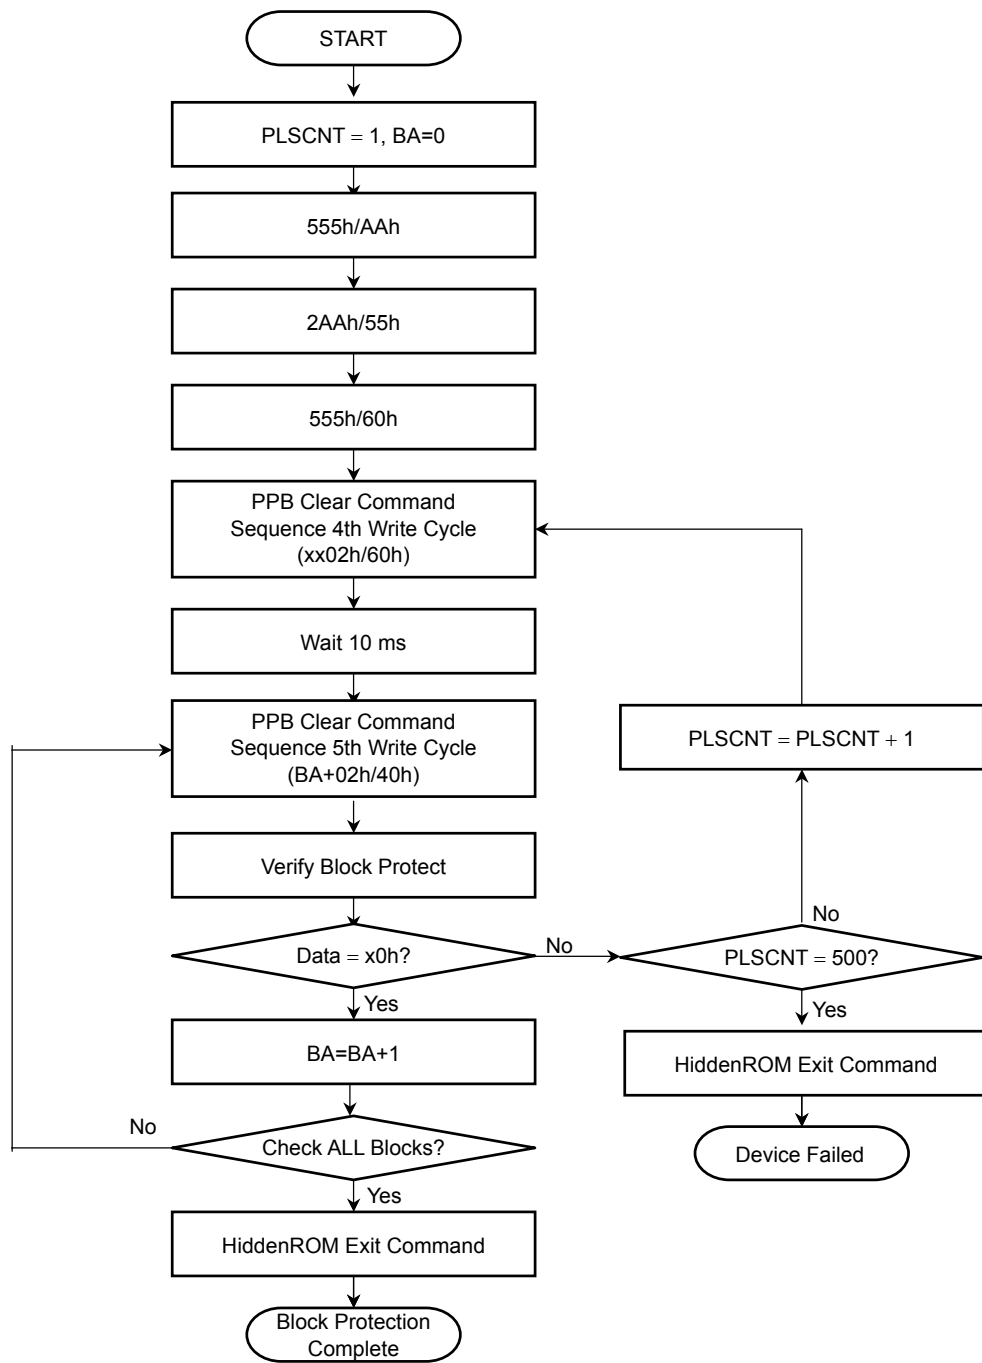 START
PLSCNT = 1, BA=0
555h/AAh
2AAh/55h
555h/60h
PPB Clear Command
Sequence 4th Write Cycle
(xx02h/60h)
Wait 10 ms
PPB Clear Command
Sequence 5th Write Cycle
(BA+02h/40h)
PLSCNT = PLSCNT + 1
Verify Block Protect
Data = x0h?
No
PLSCNT = 500?
No
Yes
Yes
BA=BA+1
HiddenROM Exit Command
No
Check ALL Blocks?
Device Failed
Yes
HiddenROM Exit Command
Block Protection
Complete